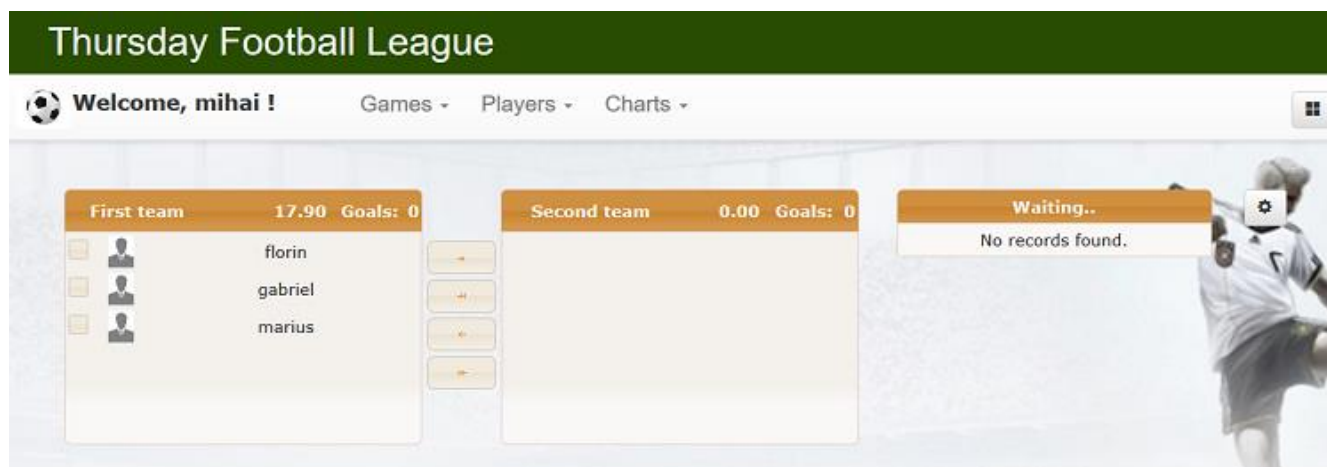 Thursday Football League
Welcome, mihai ! Games Players Charts
First team 17.90 Goals: 0
florin
gabriel
marius
Second team 0.00 Goals: 0
Waiting..
No records found.